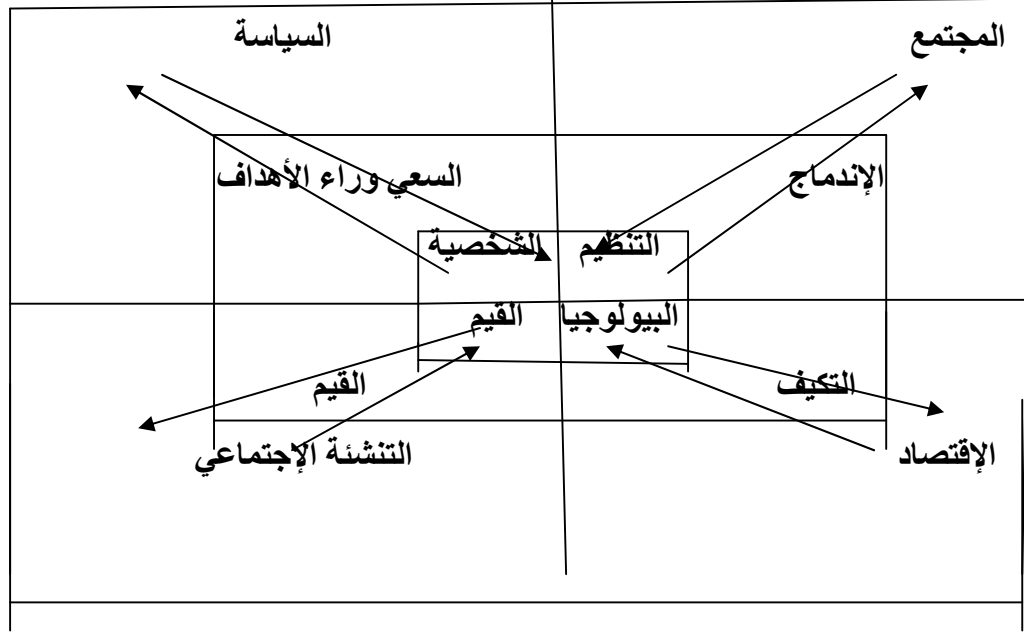 المجتمع
السياسة
الإندماج
السعي وراء الأهداف
التنظيم
الشخصية
البيولوجيا
القيم
التكيف
القيم
الإقتصاد
التنشئة الإجتماعي